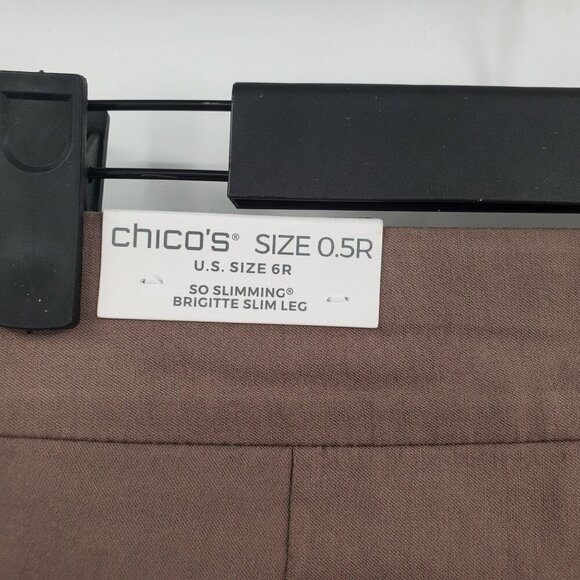 chico's® SIZE 0.5R
U.S. SIZE 6R
SO SLIMMING®
BRIGITTE SLIM LEG